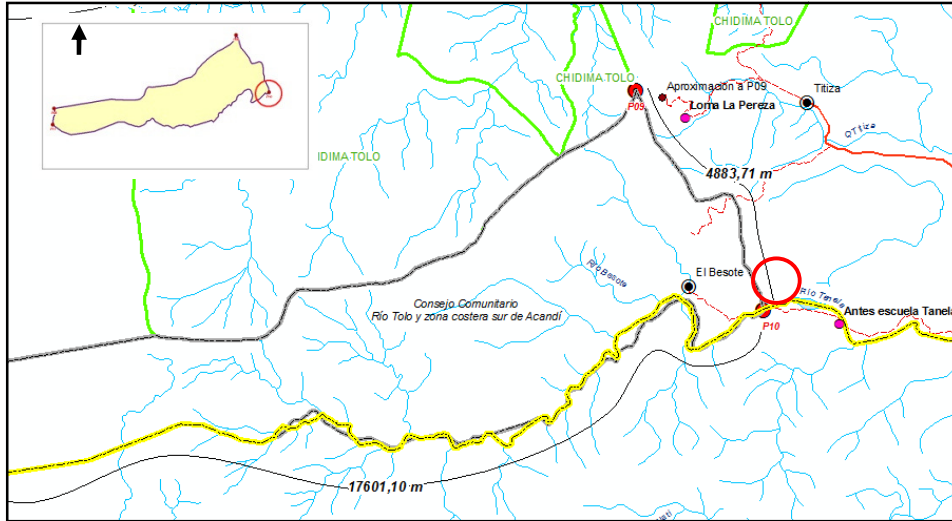 CHIDIMA TOLO
CHIDIMA TOLO
Aproximación a P09
Titiza
P09
Loma La Pereza
QTitiza
IDIMA TOLO
4883,71 m
Río Besote
El Besote
Río Tanela
Consejo Comunitario
Río Tolo y zona costera sur de Acandí
Antes escuela Tanela
P10
17601,10 m